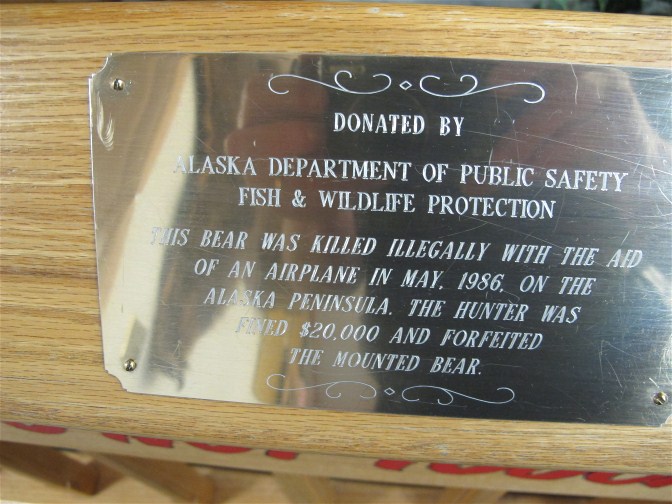 DONATED BY
ALASKA DEPARTMENT OF PUBLIC SAFETY
FISH & WILDLIFE PROTECTION
THIS BEAR WAS KILLED ILLEGALLY WITH THE AID
OF AN AIRPLANE IN MAY, 1986, ON THE
ALASKA PENINSULA. THE HUNTER WAS
FINED $20,000 AND FORFEITED
THE MOUNTED BEAR.